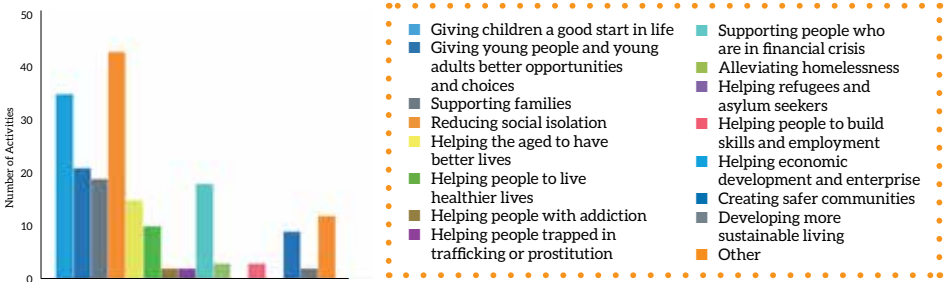 50
40
30
20
10
0
Number of Activities
Giving children a good start in life
Giving young people and young
adults better opportunities
and choices
Supporting families
Reducing social isolation
Helping the aged to have
better lives
Helping people to live
healthier lives
Helping people with addiction
Helping people trapped in
trafficking or prostitution
Supporting people who
are in financial crisis
Alleviating homelessness
Helping refugees and
asylum seekers
Helping people to build
skills and employment
Helping economic
development and enterprise
Creating safer communities
Developing more
sustainable living
Other